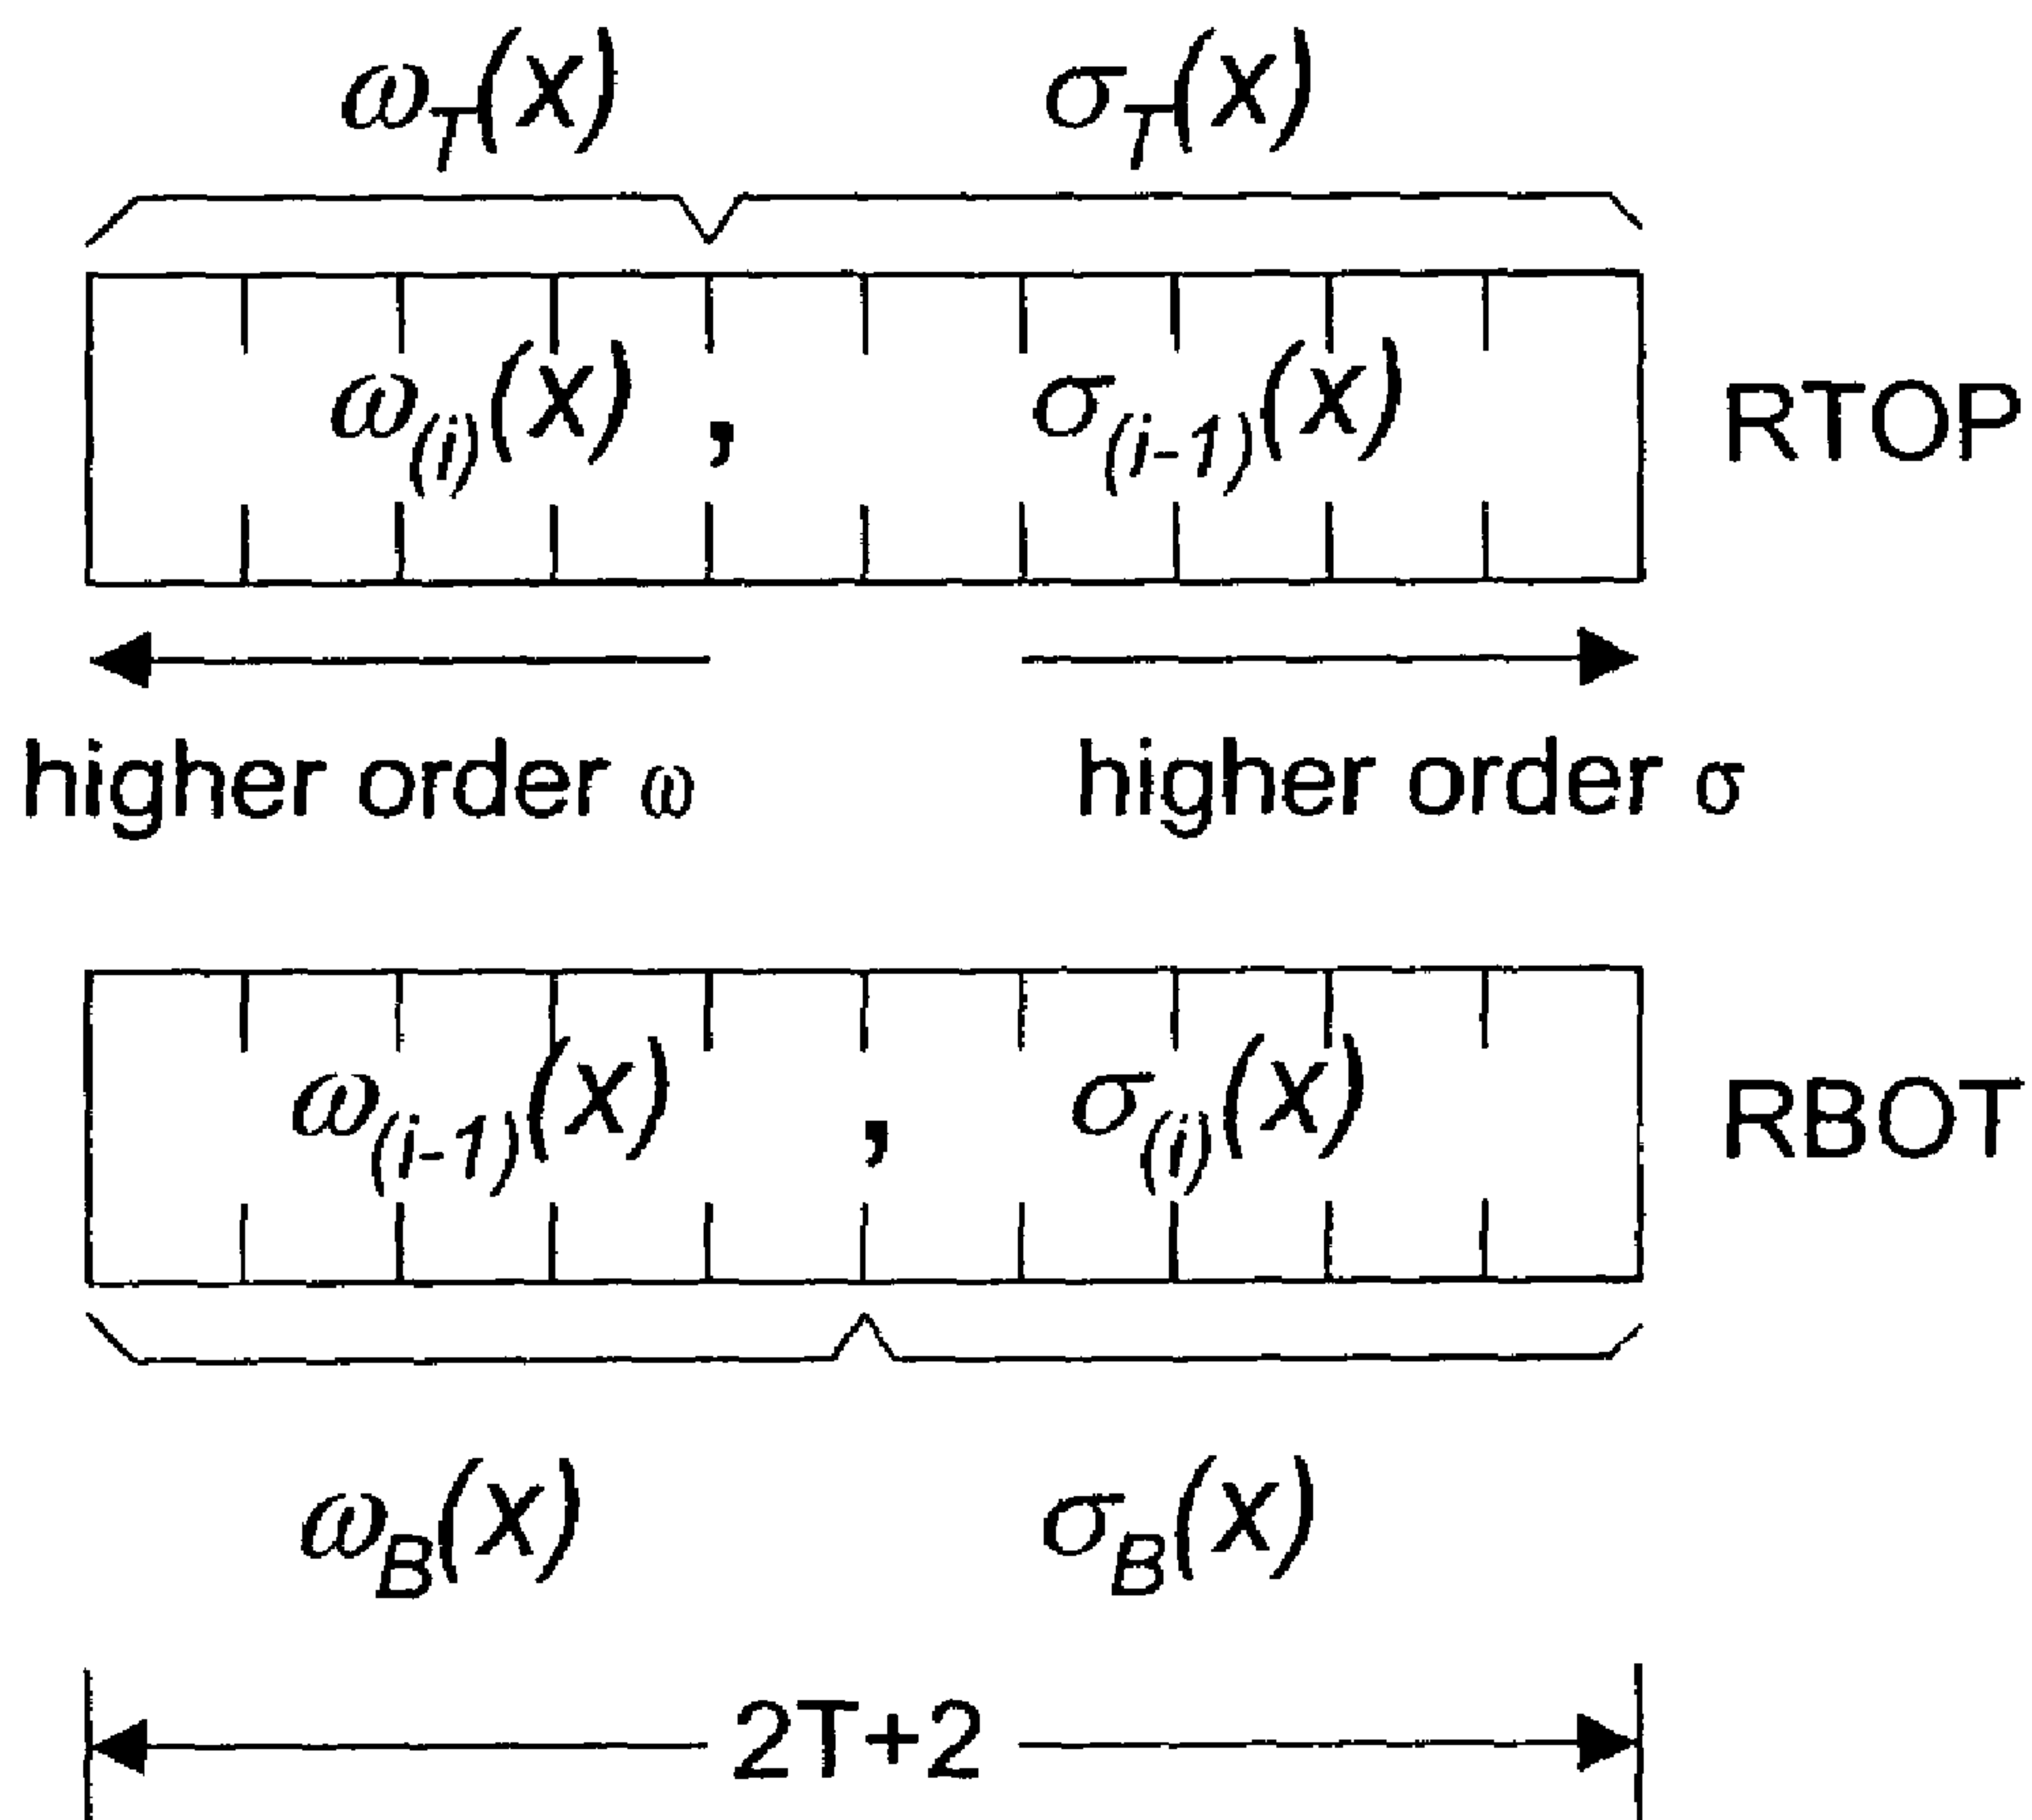 ω_T(x) σ_T(x)
ω_(i)(x) , σ_(i-1)(x) RTOP
higher order ω higher order σ
ω_(i-1)(x) , σ_(i)(x) RBOT
ω_B(x) σ_B(x)
2T+2